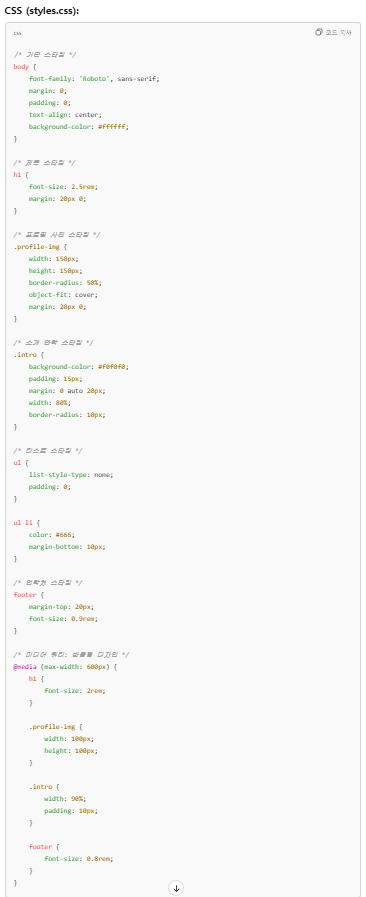 CSS (styles.css):
css
코드 복사
/* 기본 스타일 */
body {
font-family: 'Roboto', sans-serif;
margin: 0;
padding: 0;
text-align: center;
background-color: #ffffff;
}
/* 제목 스타일 */
h1 {
font-size: 2.5rem;
margin: 20px 0;
}
/* 프로필 사진 스타일 */
.profile-img {
width: 150px;
height: 150px;
border-radius: 50%;
object-fit: cover;
margin: 20px 0;
}
/* 소개 단락 스타일 */
.intro {
background-color: #f0f0f0;
padding: 15px;
margin: 0 auto 20px;
width: 80%;
border-radius: 10px;
}
/* 리스트 스타일 */
ul {
list-style-type: none;
padding: 0;
}
ul li {
color: #666;
margin-bottom: 10px;
}
/* 연락처 스타일 */
footer {
margin-top: 20px;
font-size: 0.9rem;
}
/* 미디어 쿼리: 반응형 디자인 */
@media (max-width: 600px) {
h1 {
font-size: 2rem;
}
.profile-img {
width: 100px;
height: 100px;
}
.intro {
width: 90%;
padding: 10px;
}
footer {
font-size: 0.8rem;
}
}